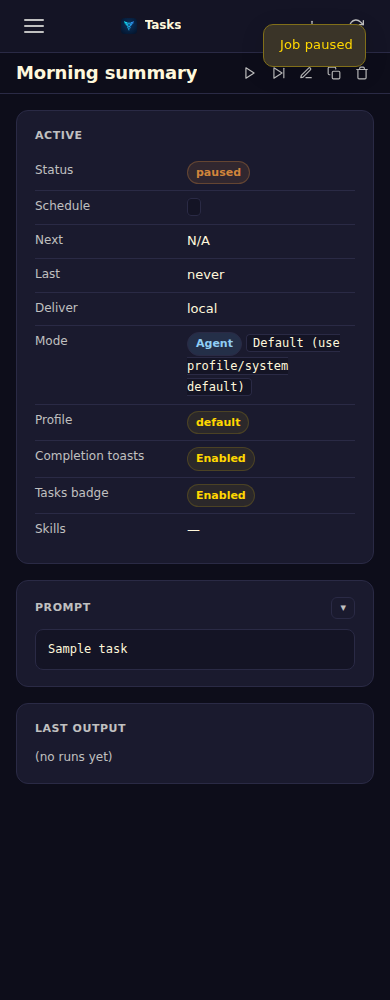 Tasks
Job paused
Morning summary
ACTIVE
Status
paused
Schedule
Next
N/A
Last
never
Deliver
local
Mode
Agent Default (use
profile/system
default)
Profile
default
Completion toasts
Enabled
Tasks badge
Enabled
Skills
—
PROMPT
Sample task
LAST OUTPUT
(no runs yet)